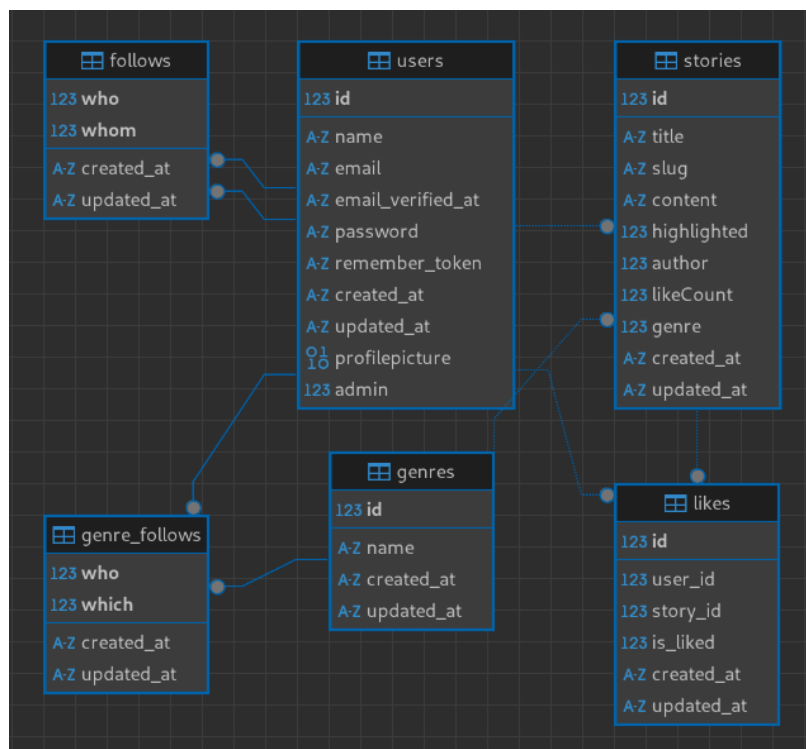 follows
123 who
123 whom
A-Z created_at
A-Z updated_at
users
123 id
A-Z name
A-Z email
A-Z email_verified_at
A-Z password
A-Z remember_token
A-Z created_at
A-Z updated_at
01
10 profilepicture
123 admin
stories
123 id
A-Z title
A-Z slug
A-Z content
123 highlighted
123 author
123 likeCount
123 genre
A-Z created_at
A-Z updated_at
genre_follows
123 who
123 which
A-Z created_at
A-Z updated_at
genres
123 id
A-Z name
A-Z created_at
A-Z updated_at
likes
123 id
123 user_id
123 story_id
123 is_liked
A-Z created_at
A-Z updated_at